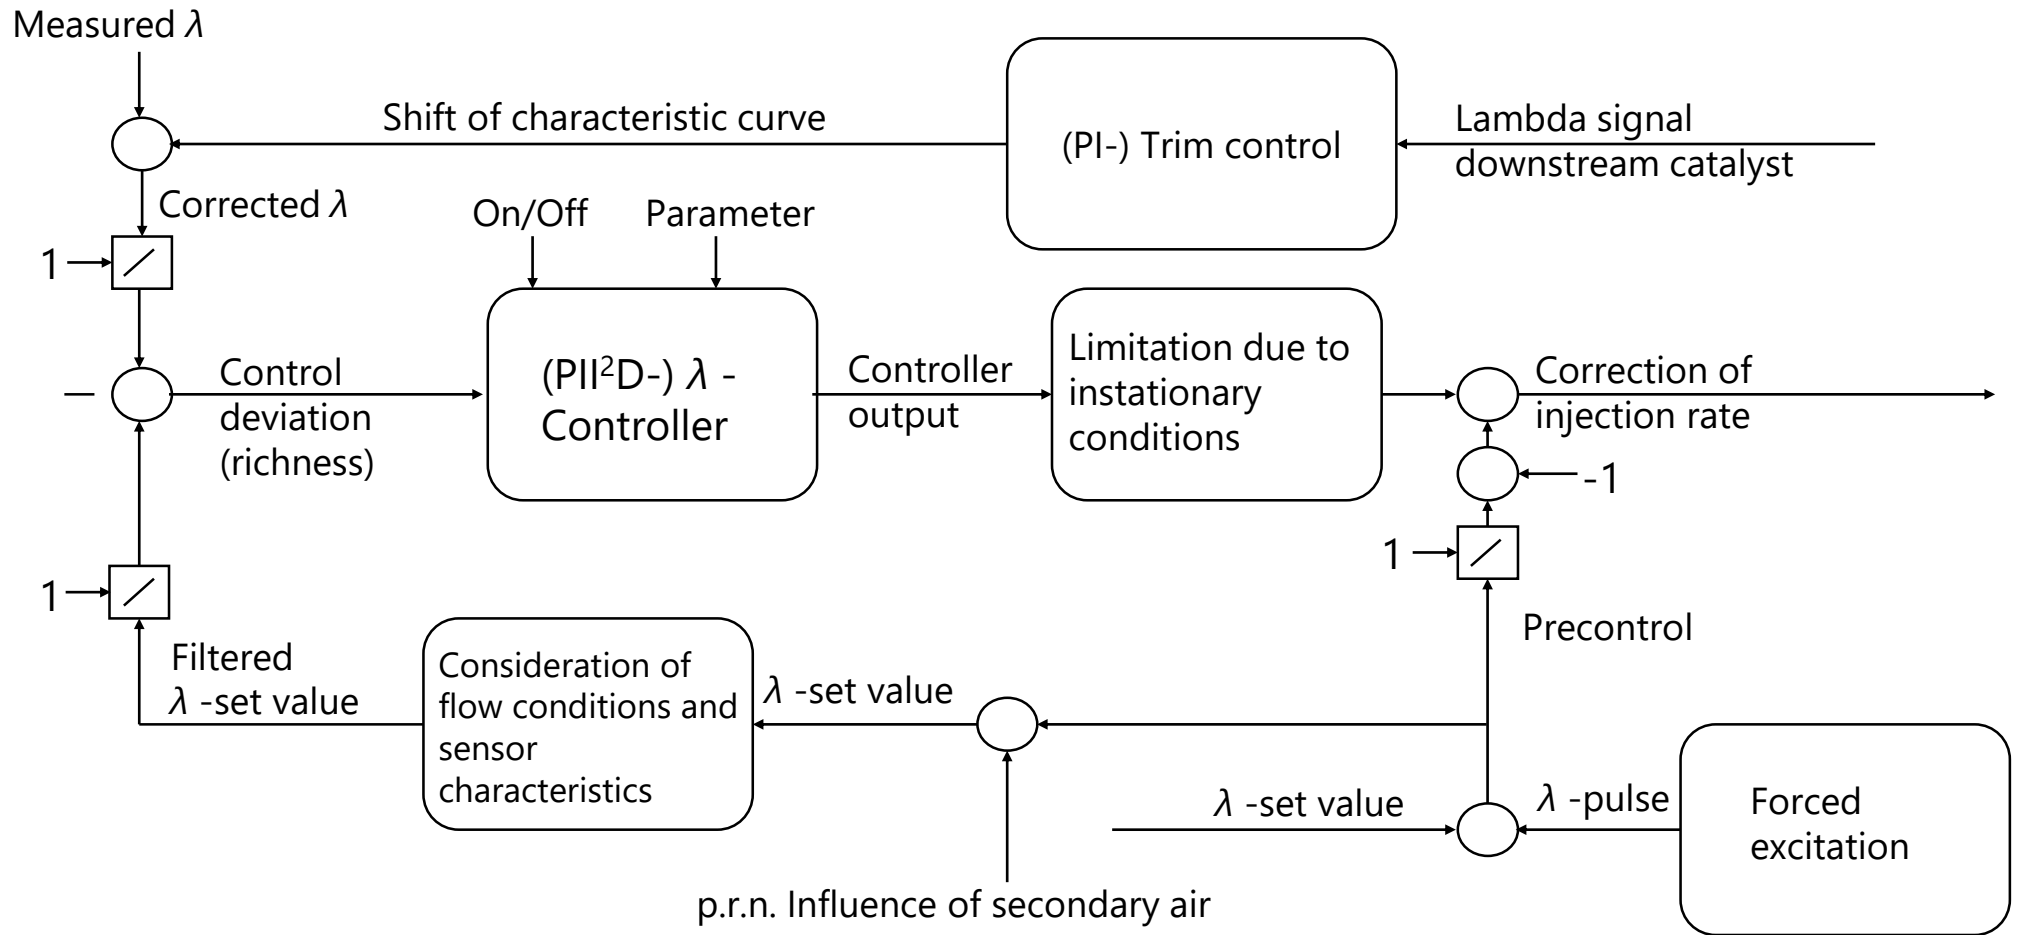 Measured λ
Shift of characteristic curve
(PI-) Trim control
Lambda signal
downstream catalyst
Corrected λ
On/Off
Parameter
1
(PII²D-) λ -
Controller
Limitation due to
instationary
conditions
Control
deviation
(richness)
Controller
output
Correction of
injection rate
–
-1
1
1
Precontrol
Filtered
λ -set value
Consideration of
flow conditions and
sensor
characteristics
λ -set value
λ -set value
λ -pulse
Forced
excitation
p.r.n. Influence of secondary air